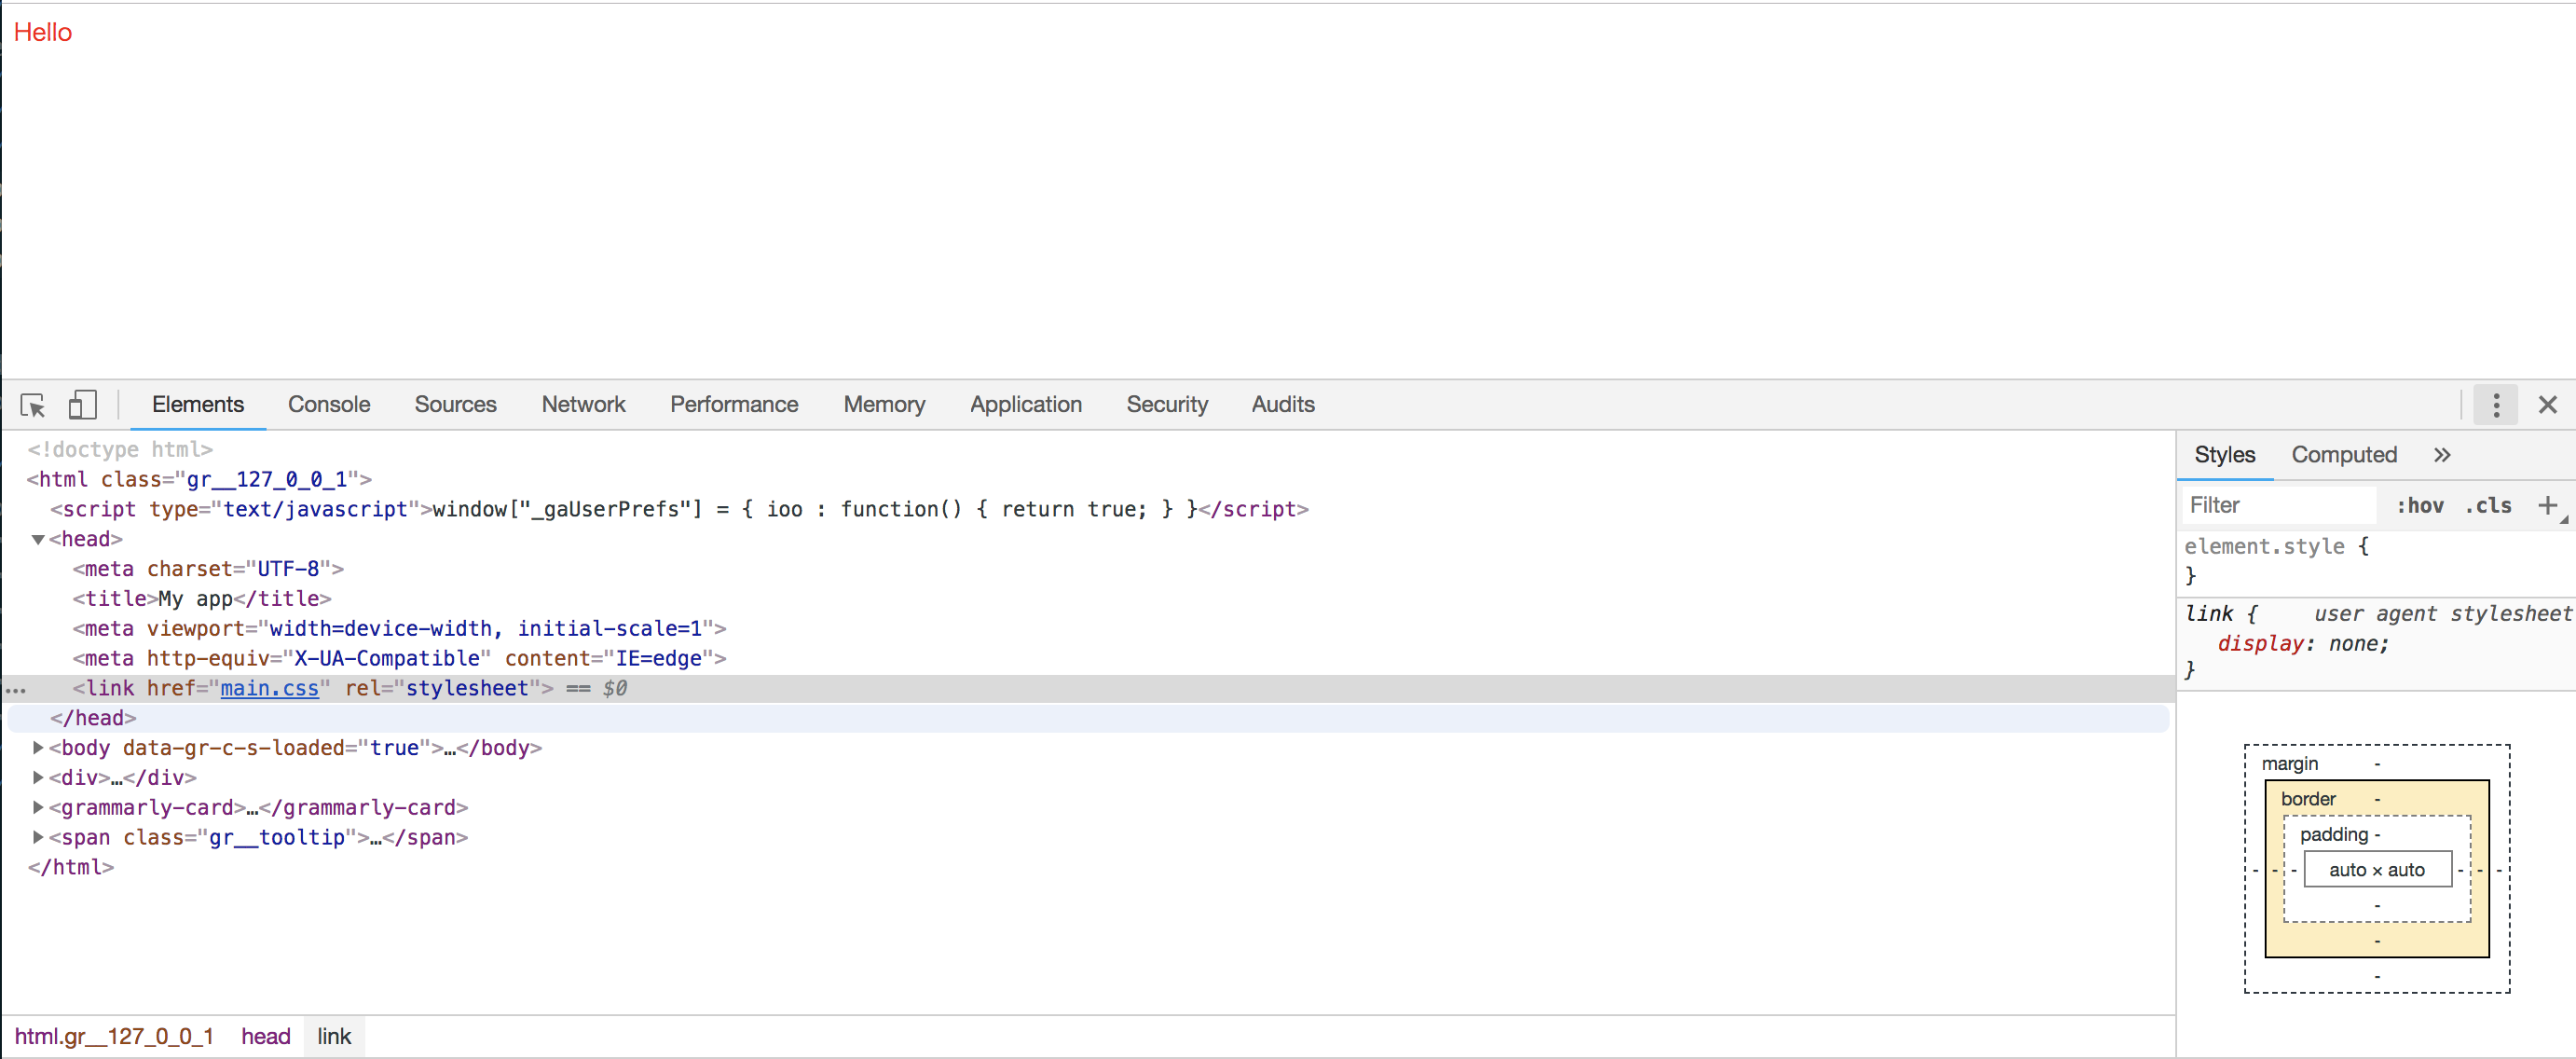 Hello
Elements Console Sources Network Performance Memory Application Security Audits
<!doctype html>
<html class="gr__127_0_0_1">
<script type="text/javascript">window["_gaUserPrefs"] = { ioo : function() { return true; } }</script>
<head>
<meta charset="UTF-8">
<title>My app</title>
<meta viewport="width=device-width, initial-scale=1">
<meta http-equiv="X-UA-Compatible" content="IE=edge">
… <link href="main.css" rel="stylesheet"> == $0
</head>
<body data-gr-c-s-loaded="true">…</body>
<div>…</div>
<grammarly-card>…</grammarly-card>
<span class="gr__tooltip">…</span>
</html>
html.gr__127_0_0_1 head link
Styles Computed »
Filter :hov .cls +
element.style {
}
link { user agent stylesheet
display: none;
}
margin -
border -
padding -
- - - auto × auto - - -
-
-
-